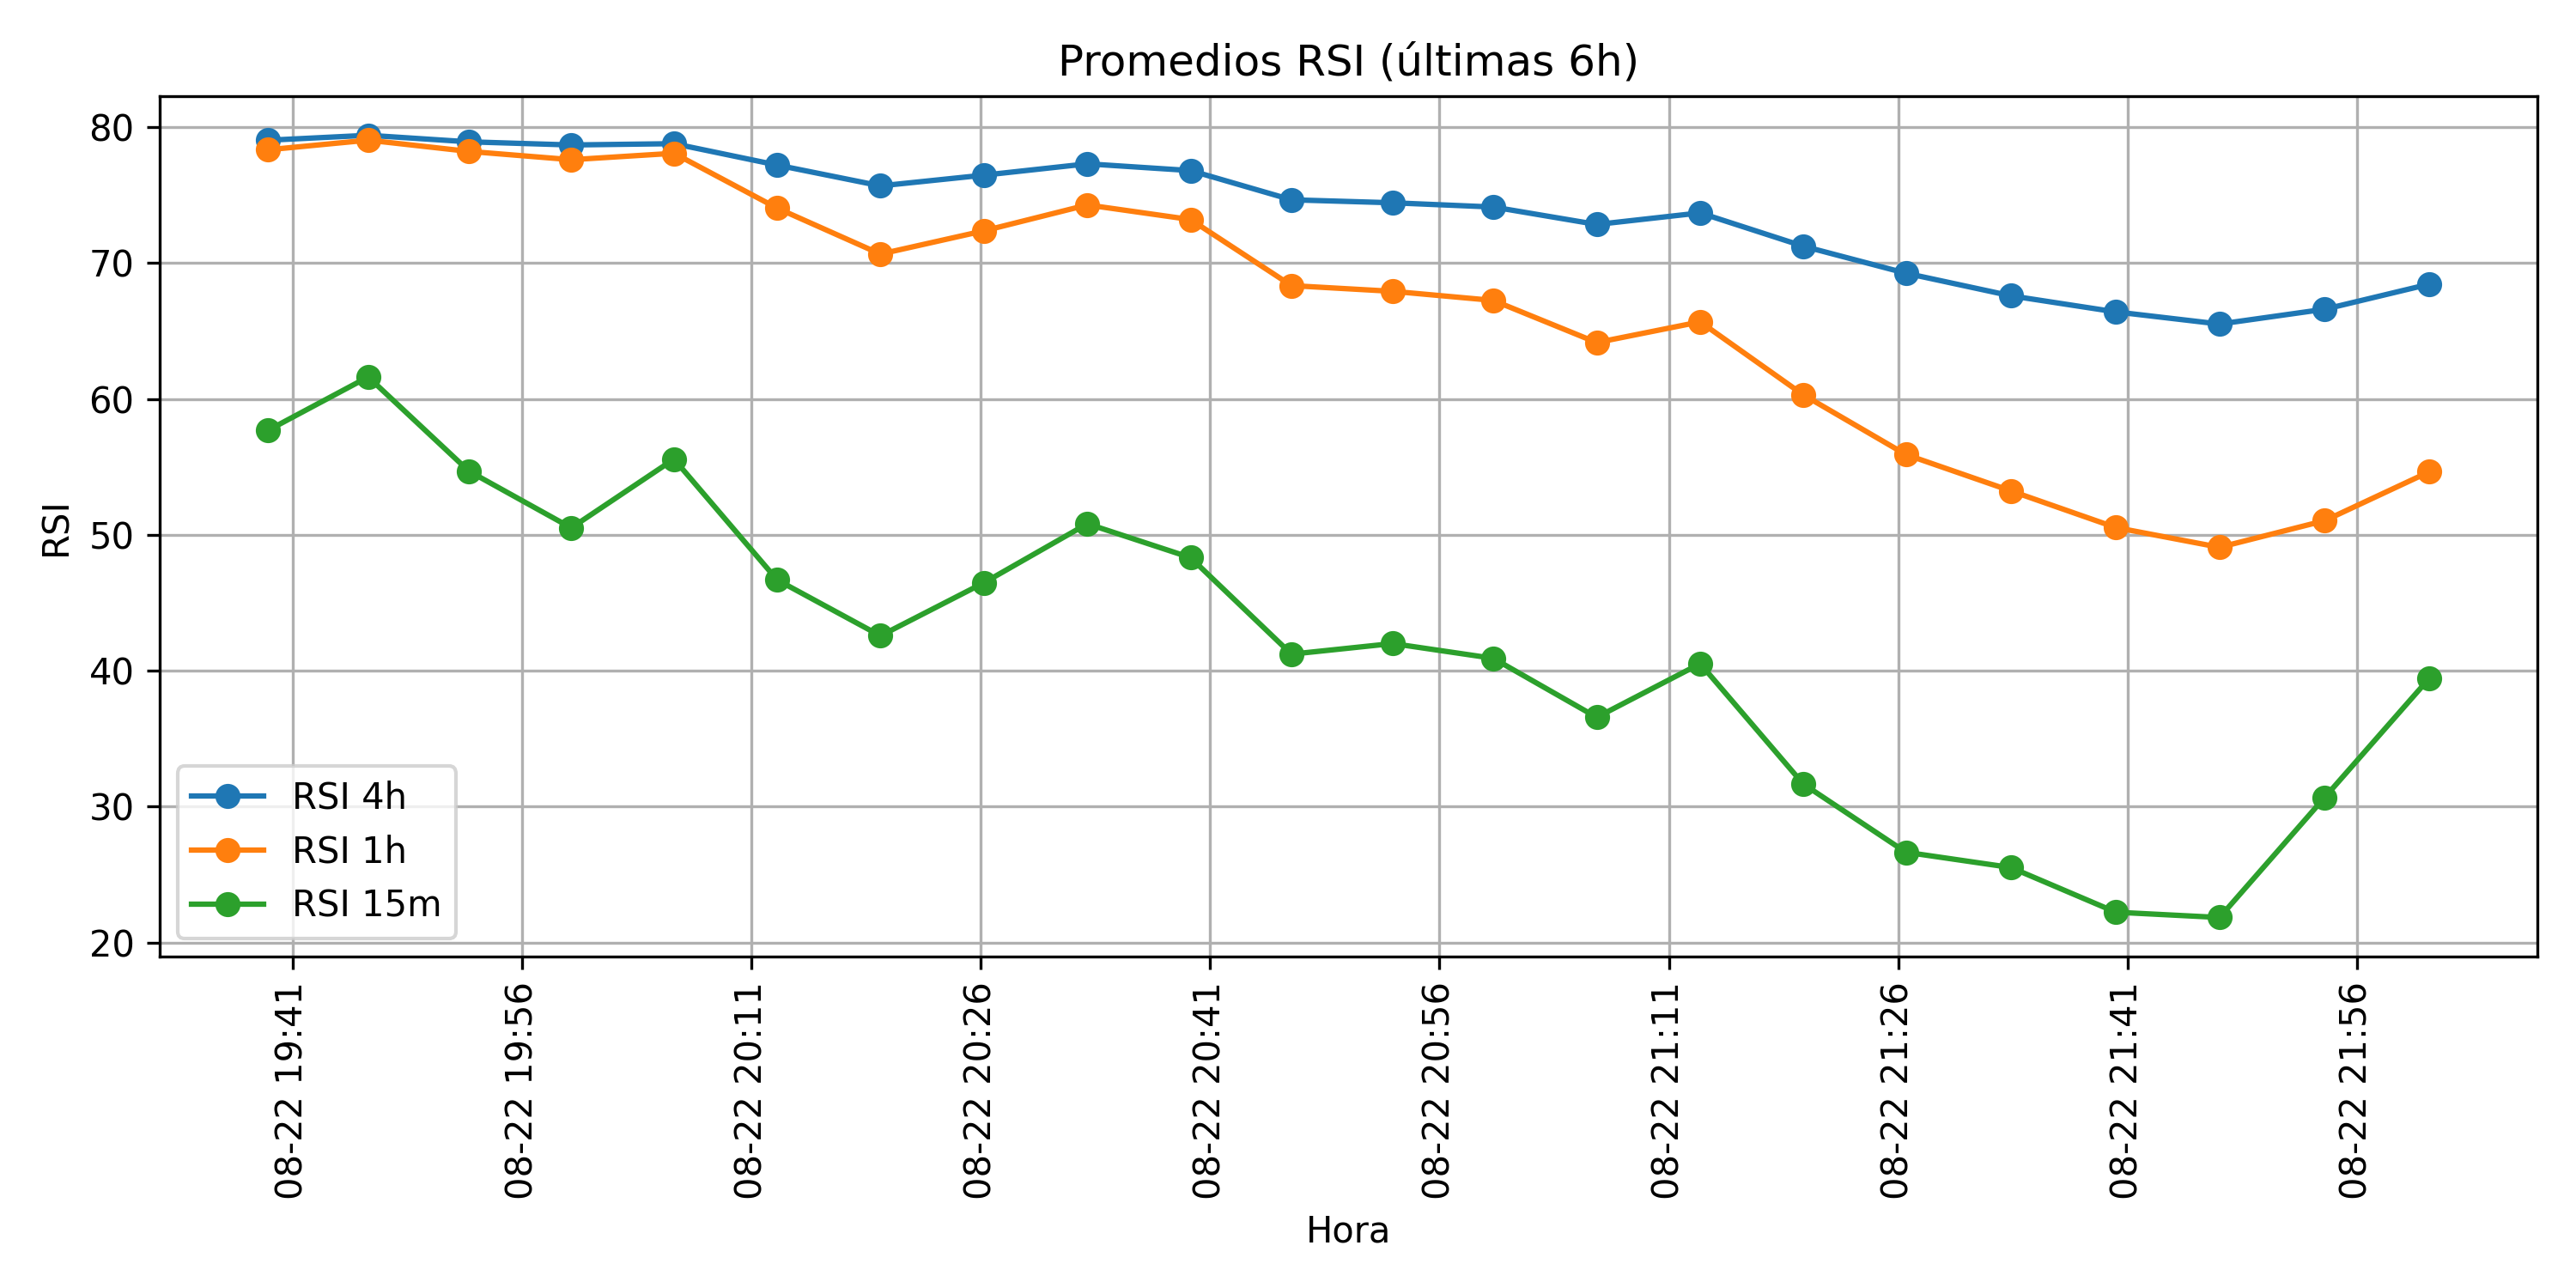 Promedios RSI (últimas 6h)
80
70
60
50
40
30
20
RSI
RSI 4h
RSI 1h
RSI 15m
08-22 19:41
08-22 19:56
08-22 20:11
08-22 20:26
08-22 20:41
08-22 20:56
08-22 21:11
08-22 21:26
08-22 21:41
08-22 21:56
Hora